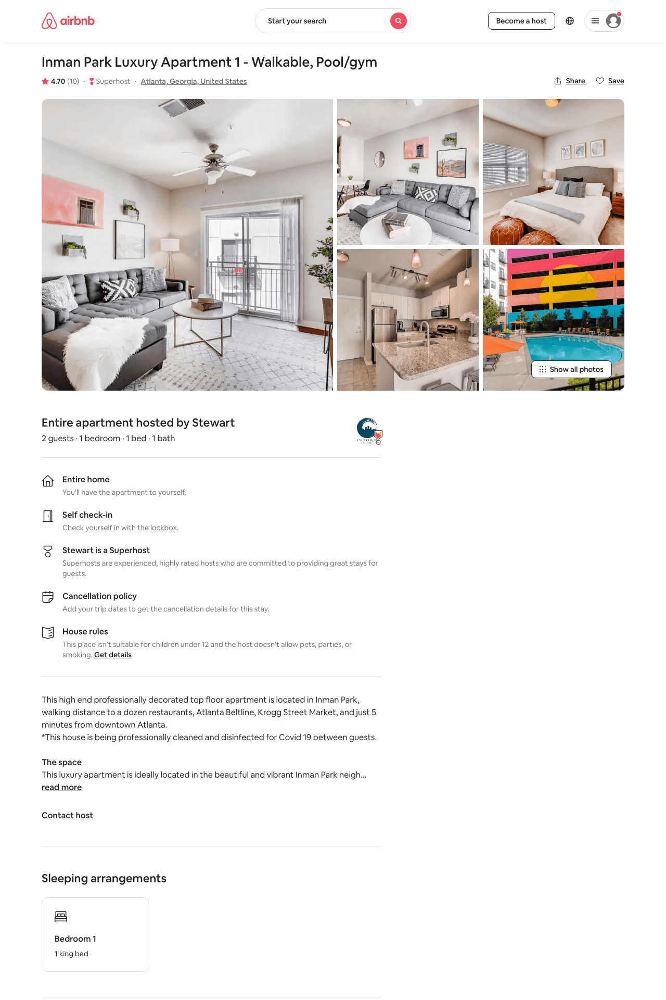 airbnb
Start your search
Become a host
Inman Park Luxury Apartment 1 - Walkable, Pool/gym
4.70 (10) · Superhost · Atlanta, Georgia, United States
Share
Save
DICTIONARY
Show all photos
Entire apartment hosted by Stewart
2 guests · 1 bedroom · 1 bed · 1 bath
IN TOWN
LIVING
Entire home
You’ll have the apartment to yourself.
Self check-in
Check yourself in with the lockbox.
Stewart is a Superhost
Superhosts are experienced, highly rated hosts who are committed to providing great stays for
guests.
Cancellation policy
Add your trip dates to get the cancellation details for this stay.
House rules
This place isn’t suitable for children under 12 and the host doesn’t allow pets, parties, or
smoking. Get details
This high end professionally decorated top floor apartment is located in Inman Park,
walking distance to a dozen restaurants, Atlanta Beltline, Krogg Street Market, and just 5
minutes from downtown Atlanta.
*This house is being professionally cleaned and disinfected for Covid 19 between guests.
The space
This luxury apartment is ideally located in the beautiful and vibrant Inman Park neigh…
read more
Contact host
Sleeping arrangements
Bedroom 1
1 king bed